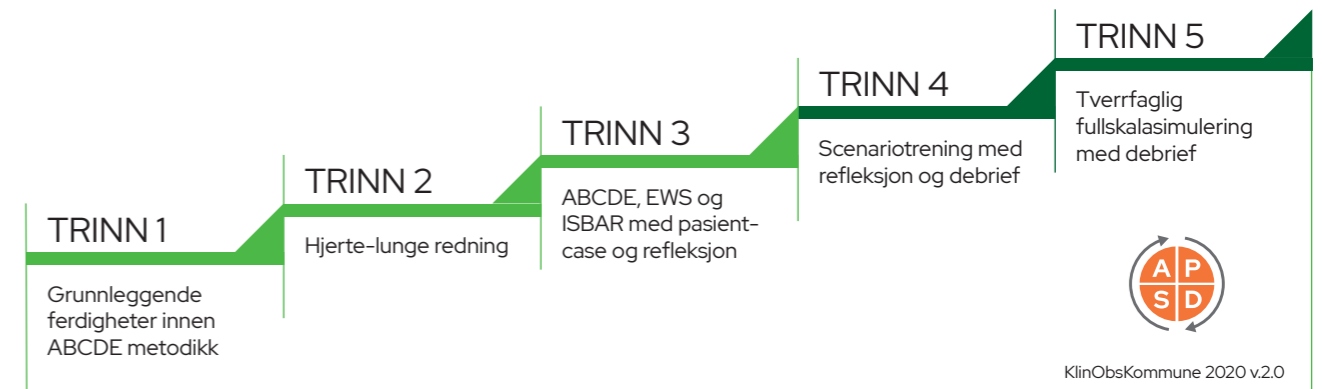 TRINN 1
Grunnleggende
ferdigheter innen
ABCDE metodikk
TRINN 2
Hjerte-lunge redning
TRINN 3
ABCDE, EWS og
ISBAR med pasient-
case og refleksjon
TRINN 4
Scenariotrening med
refleksjon og debrief
TRINN 5
Tverrfaglig
fullskalasimulering
med debrief
A P
S D
KlinObsKommune 2020 v.2.0